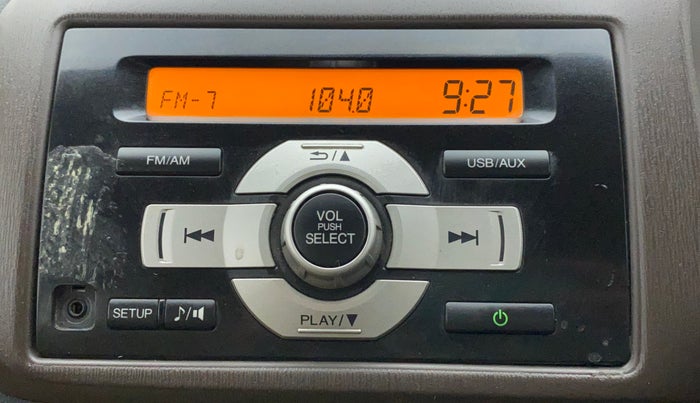 FM-7 104.0 9:27
FM/AM
USB/AUX
VOL
PUSH
SELECT
SETUP
PLAY/▼